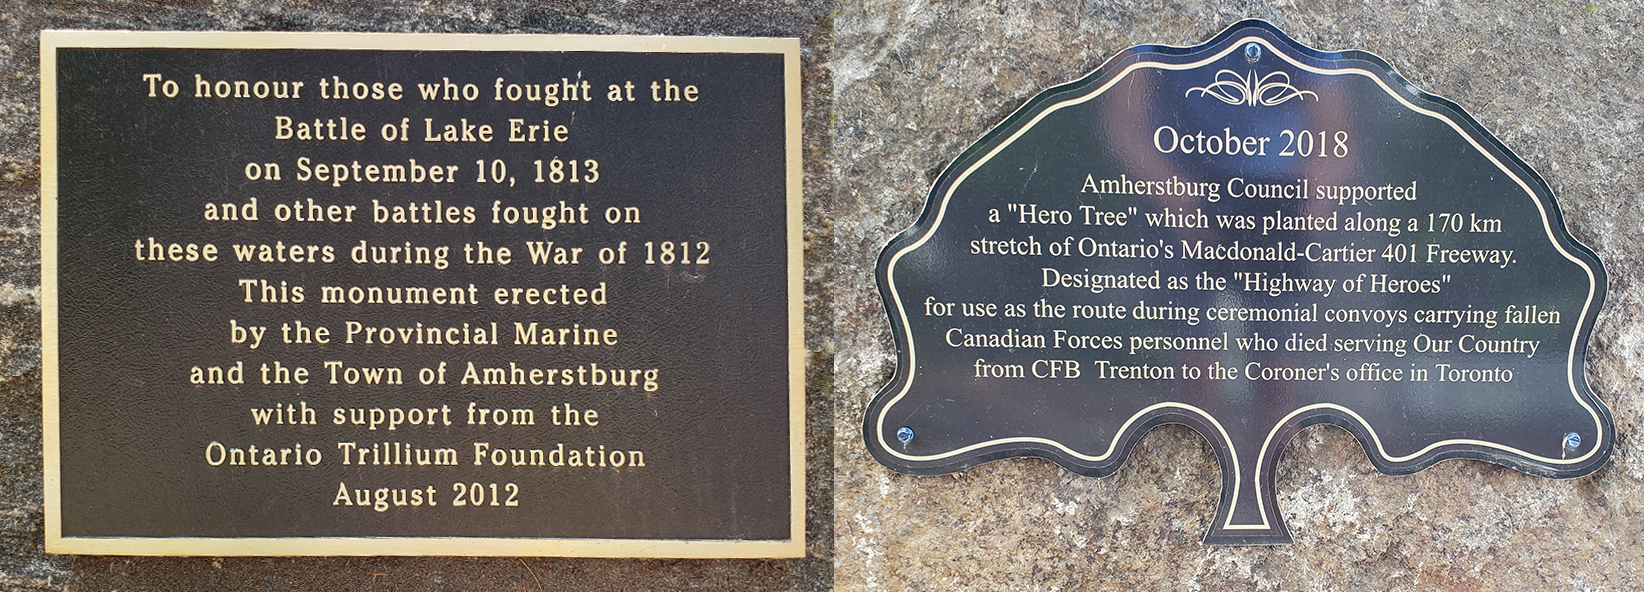 To honour those who fought at the
Battle of Lake Erie
on September 10, 1813
and other battles fought on
these waters during the War of 1812
This monument erected
by the Provincial Marine
and the Town of Amherstburg
with support from the
Ontario Trillium Foundation
August 2012
October 2018
Amherstburg Council supported
a "Hero Tree" which was planted along a 170 km
stretch of Ontario's Macdonald-Cartier 401 Freeway.
Designated as the "Highway of Heroes"
for use as the route during ceremonial convoys carrying fallen
Canadian Forces personnel who died serving Our Country
from CFB Trenton to the Coroner's office in Toronto